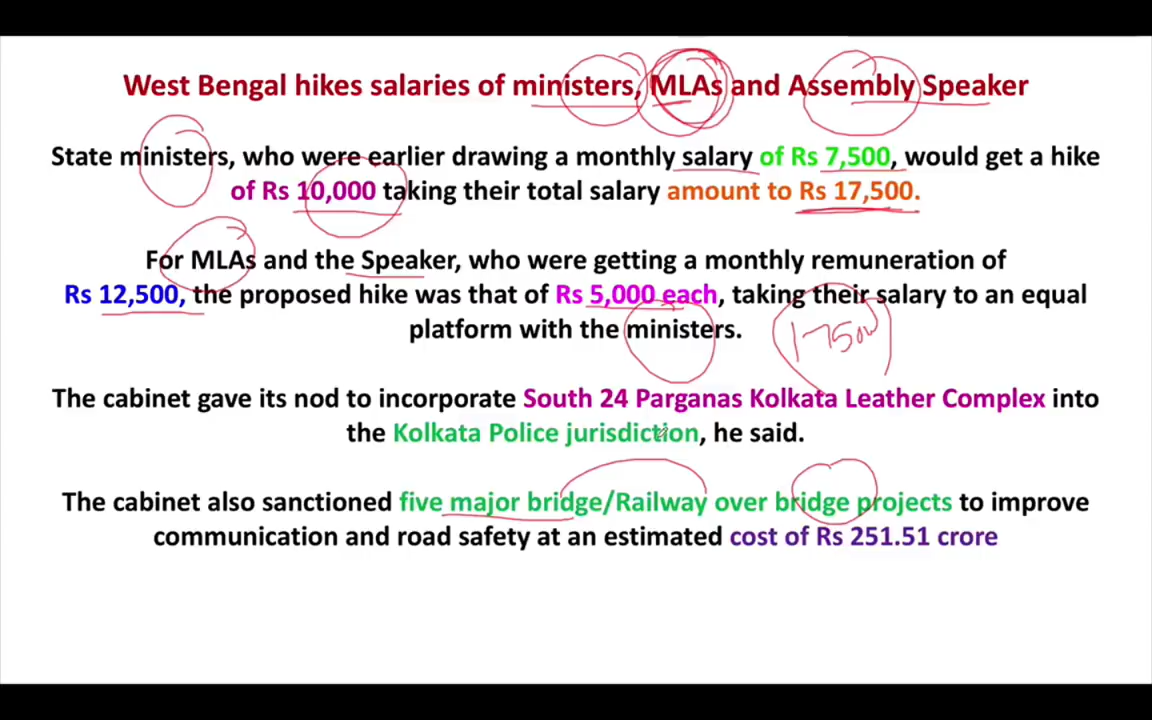 West Bengal hikes salaries of ministers, MLAs and Assembly Speaker
State ministers, who were earlier drawing a monthly salary of Rs 7,500, would get a hike
of Rs 10,000 taking their total salary amount to Rs 17,500.
For MLAs and the Speaker, who were getting a monthly remuneration of
Rs 12,500, the proposed hike was that of Rs 5,000 each, taking their salary to an equal
platform with the ministers.
17500
The cabinet gave its nod to incorporate South 24 Parganas Kolkata Leather Complex into
the Kolkata Police jurisdiction, he said.
The cabinet also sanctioned five major bridge/Railway over bridge projects to improve
communication and road safety at an estimated cost of Rs 251.51 crore